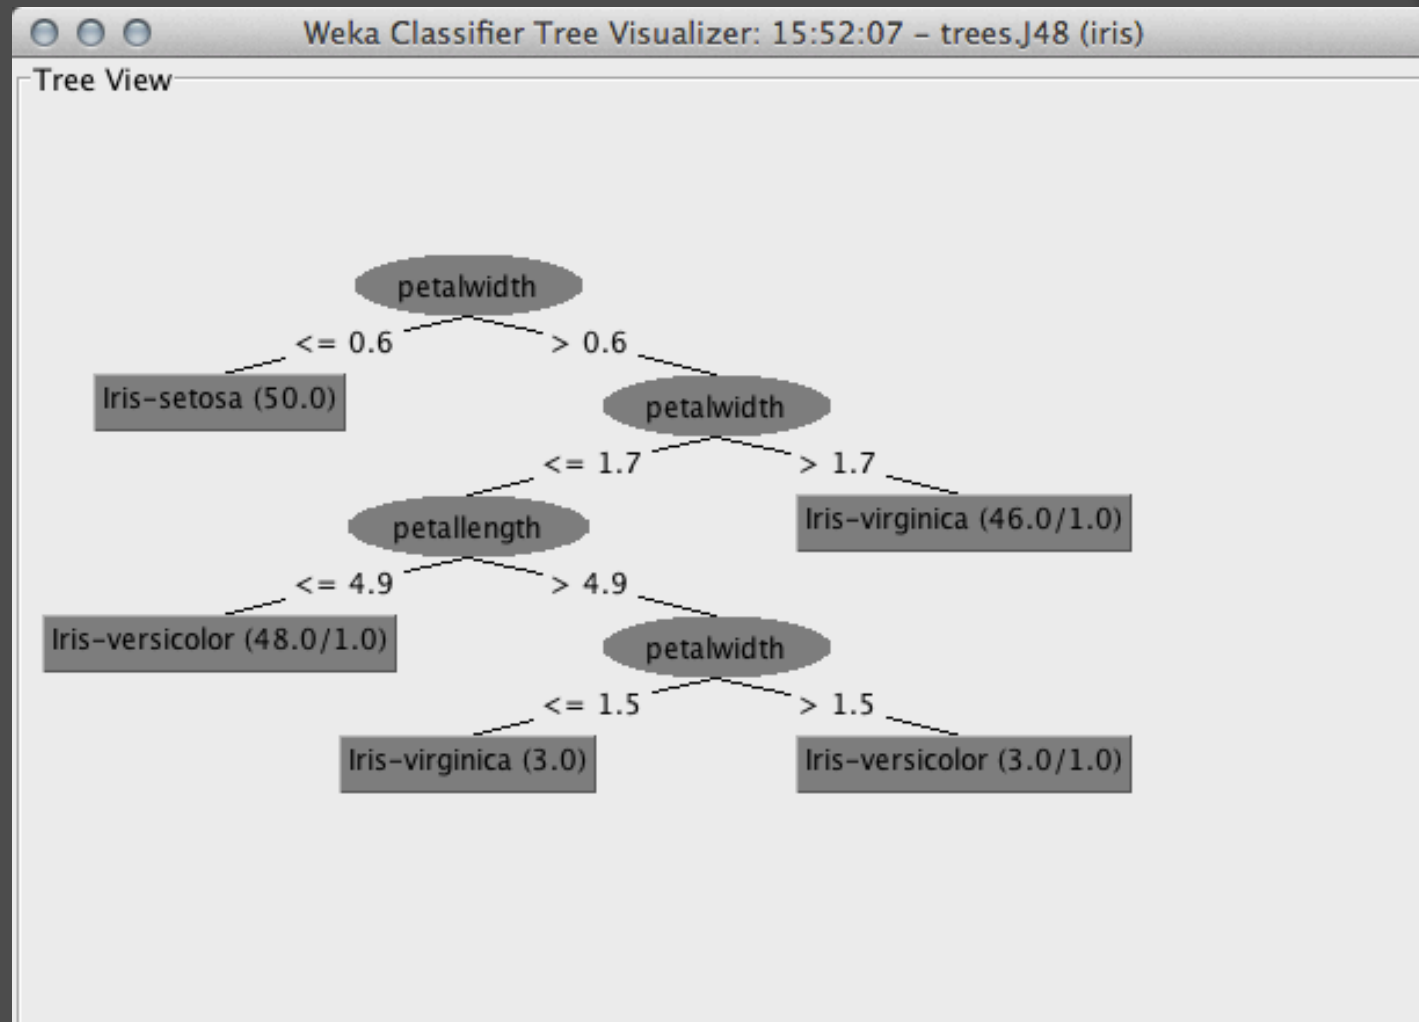 Weka Classifier Tree Visualizer: 15:52:07 – trees.J48 (iris)
Tree View
petalwidth
<= 0.6 > 0.6
Iris–setosa (50.0)
petalwidth
<= 1.7 > 1.7
petallength
Iris–virginica (46.0/1.0)
<= 4.9 > 4.9
Iris–versicolor (48.0/1.0)
petalwidth
<= 1.5 > 1.5
Iris–virginica (3.0)
Iris–versicolor (3.0/1.0)